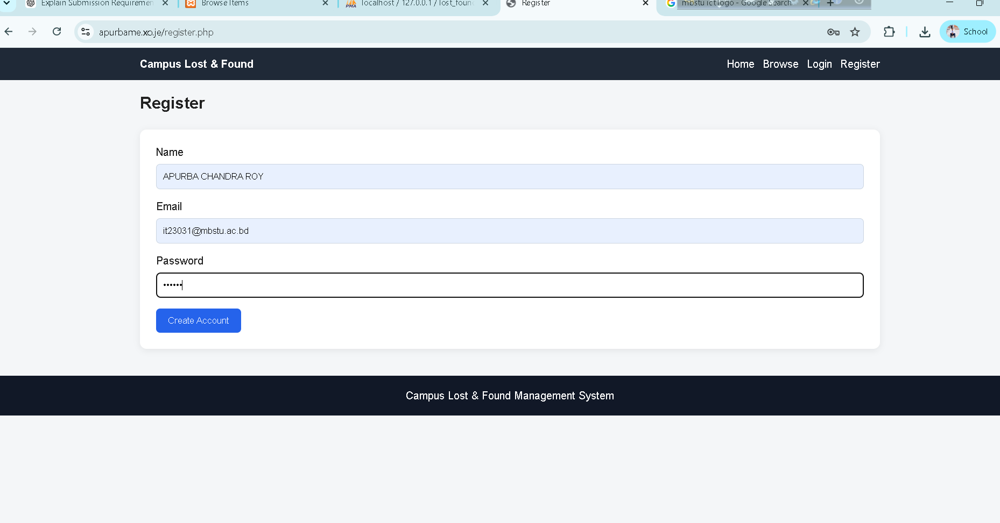 Explain Submission Requiremen
Browse Items
localhost / 127.0.0.1 / lost_foun
Register
mbstu ict logo - Google Search
apurbame.xo.je/register.php
School
Campus Lost & Found
Home Browse Login Register
Register
Name
APURBA CHANDRA ROY
Email
it23031@mbstu.ac.bd
Password
••••••
Create Account
Campus Lost & Found Management System